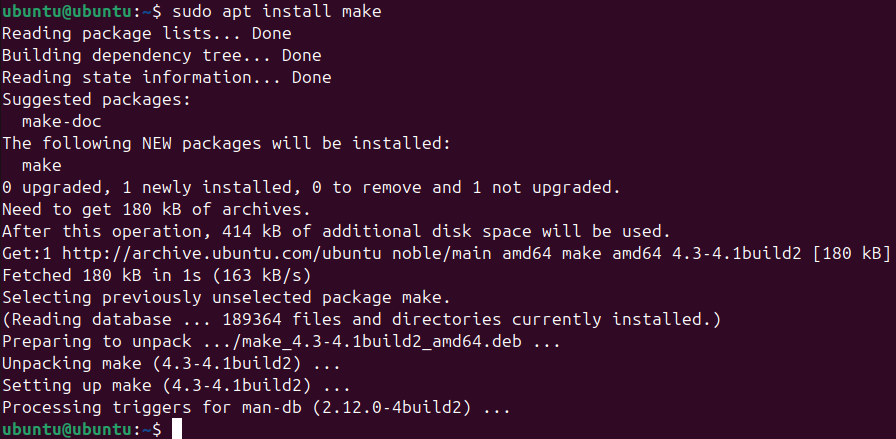 ubuntu@ubuntu:~$ sudo apt install make
Reading package lists... Done
Building dependency tree... Done
Reading state information... Done
Suggested packages:
  make-doc
The following NEW packages will be installed:
  make
0 upgraded, 1 newly installed, 0 to remove and 1 not upgraded.
Need to get 180 kB of archives.
After this operation, 414 kB of additional disk space will be used.
Get:1 http://archive.ubuntu.com/ubuntu noble/main amd64 make amd64 4.3-4.1build2 [180 kB]
Fetched 180 kB in 1s (163 kB/s)
Selecting previously unselected package make.
(Reading database ... 189364 files and directories currently installed.)
Preparing to unpack .../make_4.3-4.1build2_amd64.deb ...
Unpacking make (4.3-4.1build2) ...
Setting up make (4.3-4.1build2) ...
Processing triggers for man-db (2.12.0-4build2) ...
ubuntu@ubuntu:~$